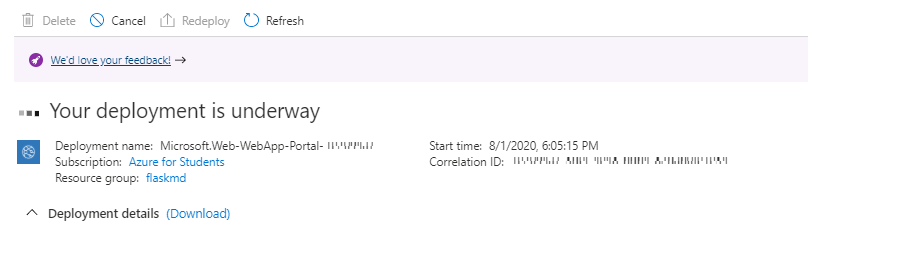 Delete Cancel Redeploy Refresh
We'd love your feedback! →
Your deployment is underway
Deployment name: Microsoft.Web-WebApp-Portal-
Start time: 8/1/2020, 6:05:15 PM
Subscription: Azure for Students
Correlation ID:
Resource group: flaskmd
Deployment details (Download)